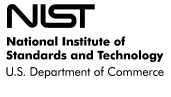 NIST
National Institute of
Standards and Technology
U.S. Department of Commerce